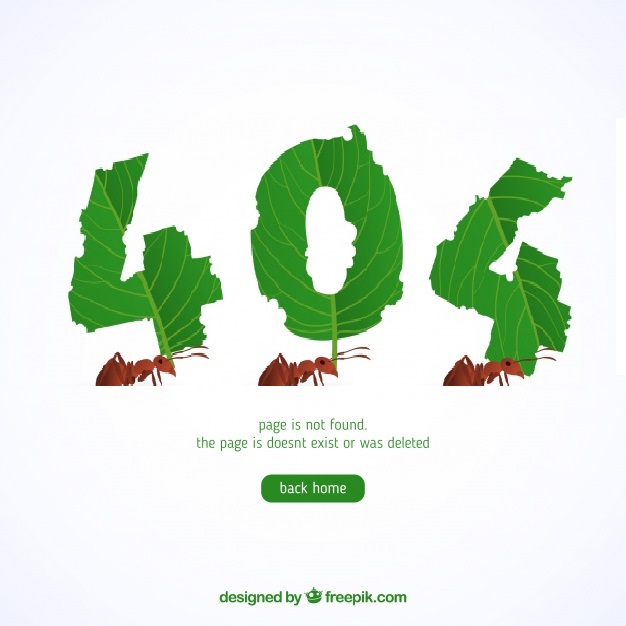 404
page is not found.
the page is doesnt exist or was deleted
back home
designed by freepik.com